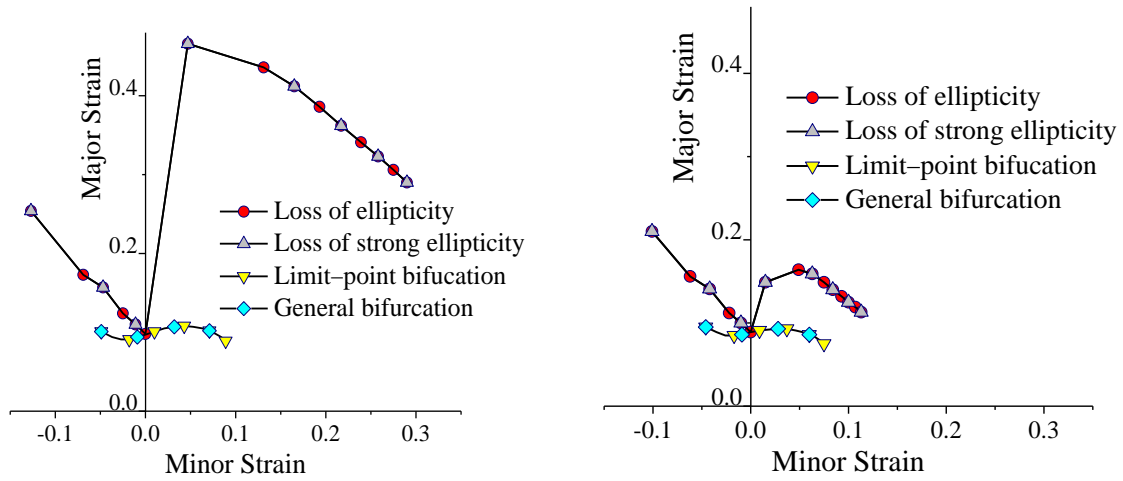 Major Strain
0.4
0.2
0.0
Loss of ellipticity
Loss of strong ellipticity
Limit–point bifucation
General bifurcation
-0.1
0.0
0.1
0.2
0.3
Minor Strain
Major Strain
0.4
0.2
0.0
Loss of ellipticity
Loss of strong ellipticity
Limit–point bifucation
General bifurcation
-0.1
0.0
0.1
0.2
0.3
Minor Strain